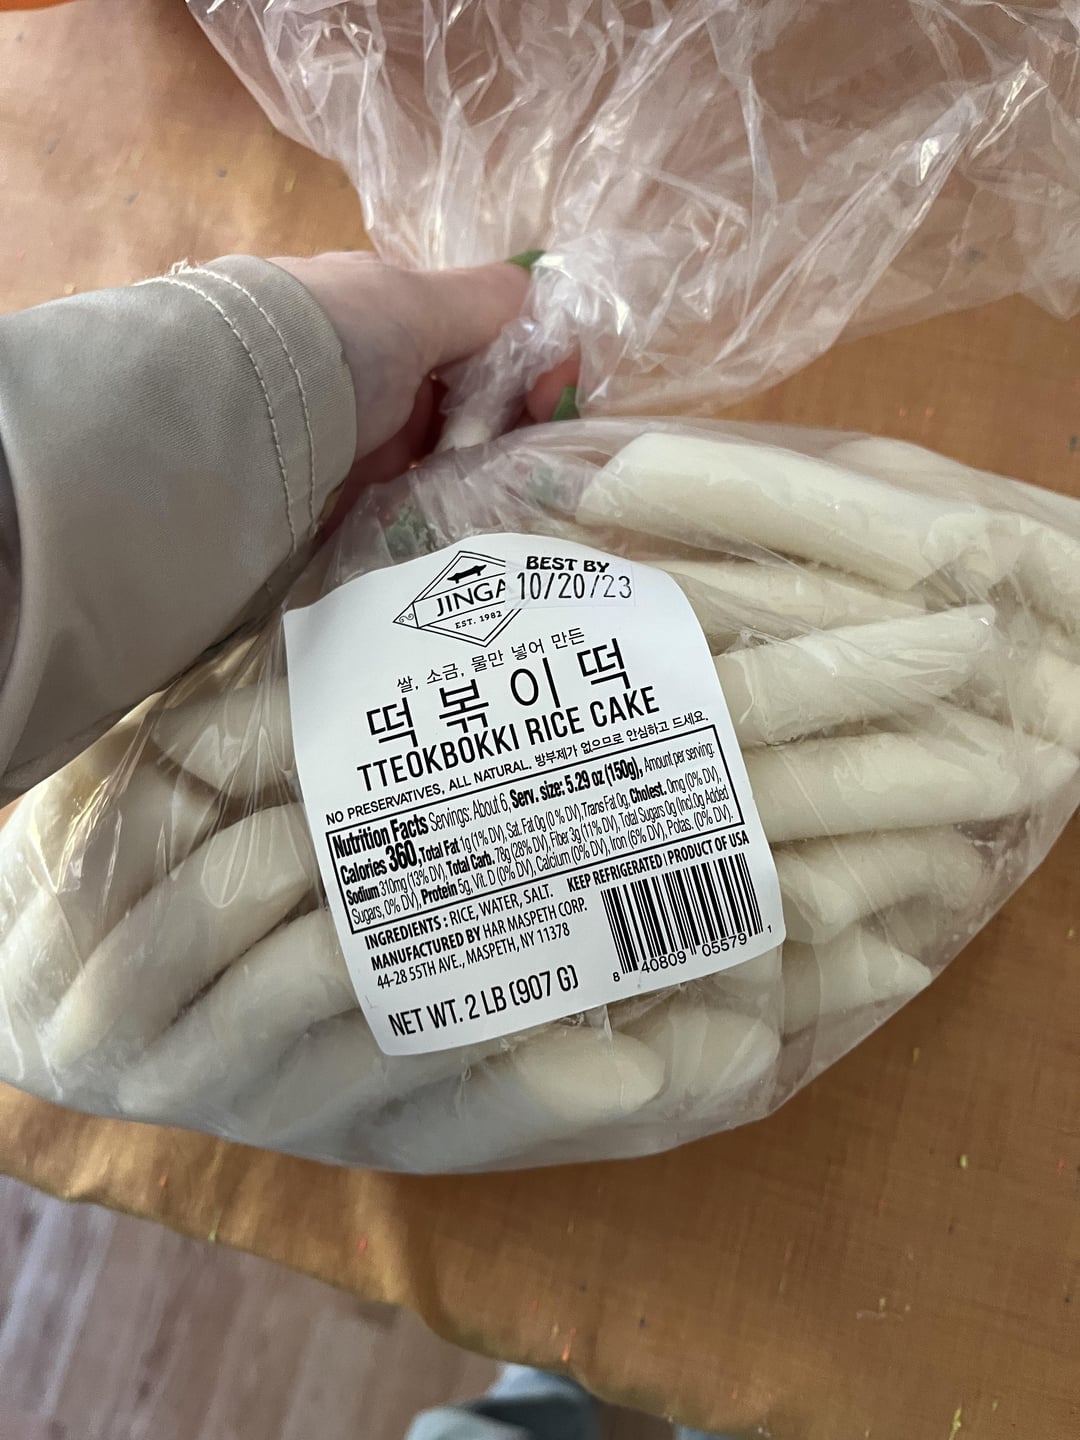 JINGA
EST. 1982
BEST BY
10/20/23
쌀, 소금, 물만 넣어 만든
떡볶이떡
TTEOKBOKKI RICE CAKE
NO PRESERVATIVES, ALL NATURAL. 방부제가 없으므로 안심하고 드세요.
Nutrition Facts Servings: About 6, Serv. size: 5.29 oz (150g), Amount per serving:
Calories 360, Total Fat 1g (1% DV), Sat. Fat 0g (0 % DV), Trans Fat 0g, Cholest. 0mg (0% DV),
Sodium 310mg (13% DV), Total Carb. 78g (28% DV), Fiber 3g (11% DV), Total Sugars 0g (Incl. 0g Added
Sugars, 0% DV), Protein 5g, Vit. D (0% DV), Calcium (0% DV), Iron (6% DV), Potas. (0% DV).
INGREDIENTS : RICE, WATER, SALT.
KEEP REFRIGERATED | PRODUCT OF USA
MANUFACTURED BY HAR MASPETH CORP.
44-28 55TH AVE., MASPETH, NY 11378
NET WT. 2 LB (907 G)
8 40809 05579 1